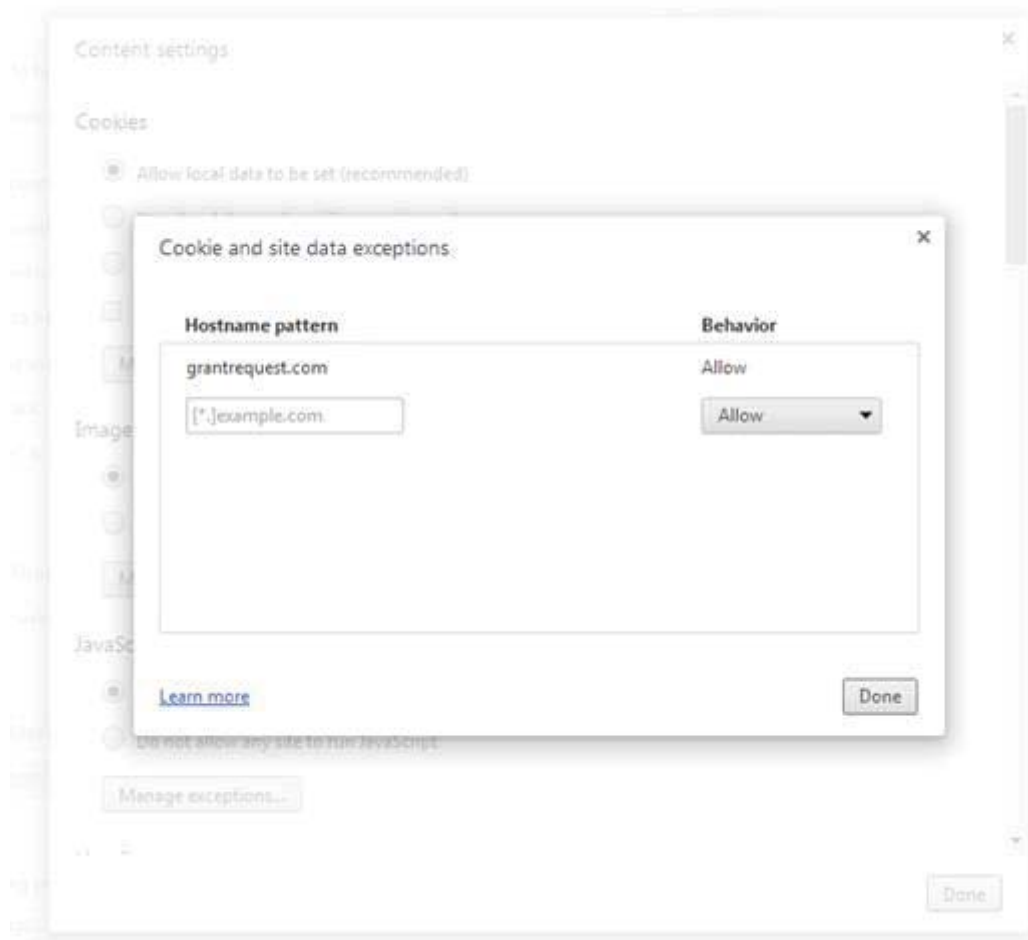 Content settings
×
Cookies
Allow local data to be set (recommended)
Cookie and site data exceptions
×
Hostname pattern Behavior
grantrequest.com Allow
[*.]example.com Allow
Image
JavaSc
Learn more Done
Do not allow any site to run JavaScript
Manage exceptions...
Done